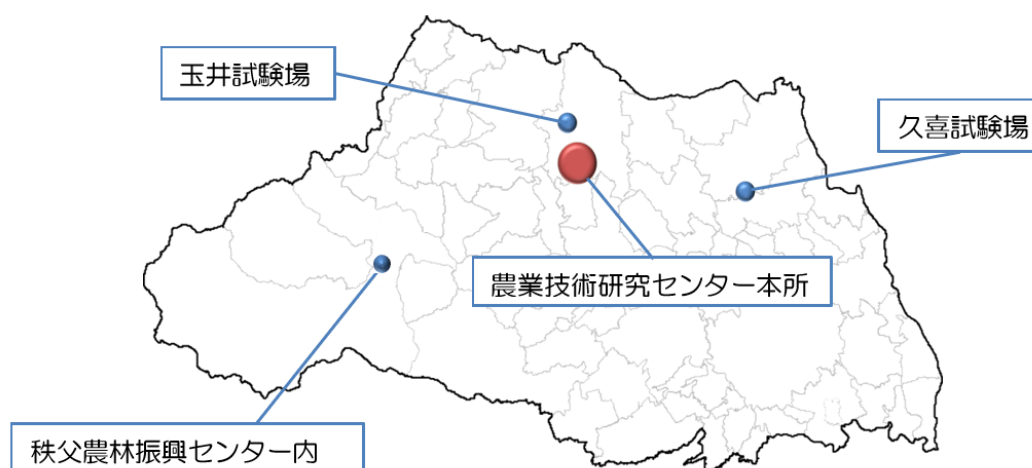 玉井試験場
久喜試験場
農業技術研究センター本所
秩父農林振興センター内